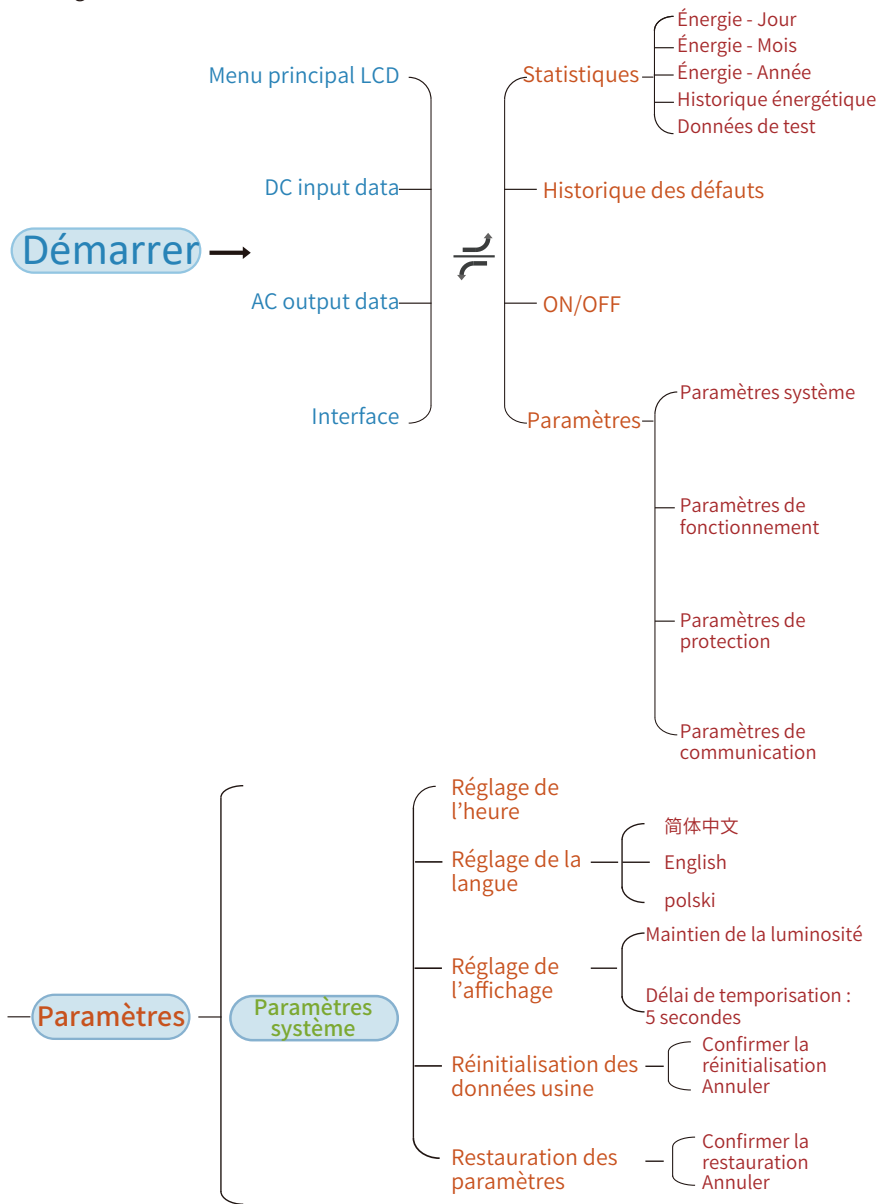 Démarrer
Menu principal LCD
DC input data
AC output data
Interface
Statistiques
Énergie - Jour
Énergie - Mois
Énergie - Année
Historique énergétique
Données de test
Historique des défauts
ON/OFF
Paramètres
Paramètres système
Paramètres de
fonctionnement
Paramètres de
protection
Paramètres de
communication
Paramètres
Paramètres
système
Réglage de
l’heure
Réglage de la
langue
简体中文
English
polski
Réglage de
l’affichage
Maintien de la luminosité
Délai de temporisation :
5 secondes
Réinitialisation des
données usine
Confirmer la
réinitialisation
Annuler
Restauration des
paramètres
Confirmer la
restauration
Annuler